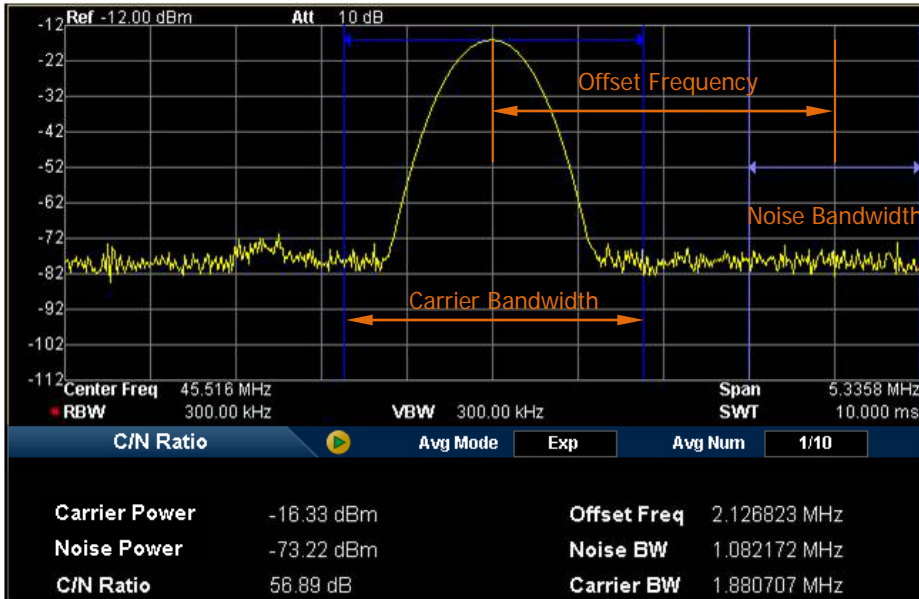 Ref -12.00 dBm Att 10 dB
-12
-22
Offset Frequency
-32
-42
-52
-62
Noise Bandwidth
-72
-82
-92
Carrier Bandwidth
-102
-112
Center Freq 45.516 MHz Span 5.3358 MHz
RBW 300.00 kHz VBW 300.00 kHz SWT 10.000 ms
C/N Ratio Avg Mode Exp Avg Num 1/10
Carrier Power -16.33 dBm Offset Freq 2.126823 MHz
Noise Power -73.22 dBm Noise BW 1.082172 MHz
C/N Ratio 56.89 dB Carrier BW 1.880707 MHz